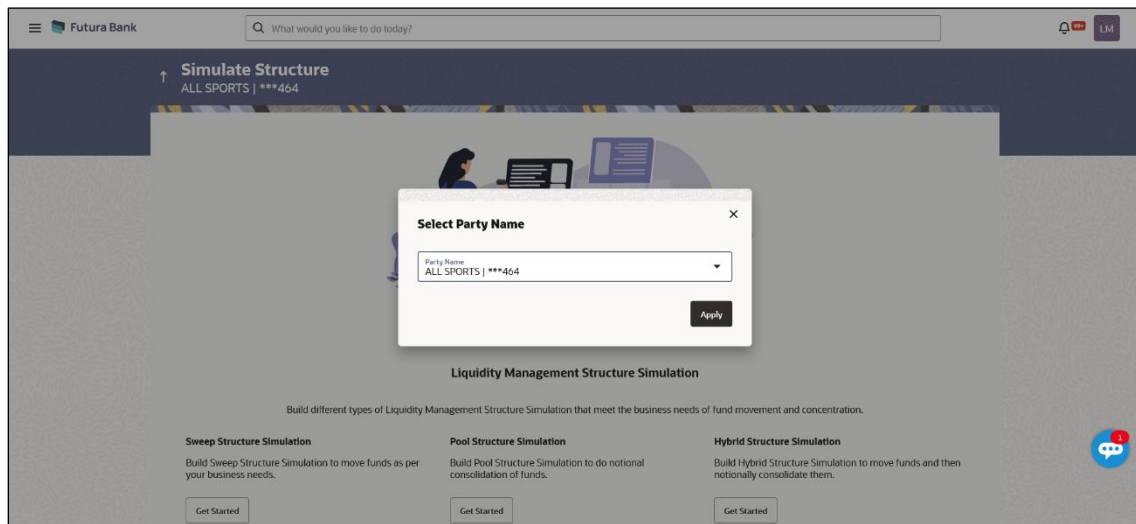 Futura Bank
What would you like to do today?
99+
LM
Simulate Structure
ALL SPORTS | ***464
Select Party Name
Party Name
ALL SPORTS | ***464
Apply
Liquidity Management Structure Simulation
Build different types of Liquidity Management Structure Simulation that meet the business needs of fund movement and concentration.
Sweep Structure Simulation
Build Sweep Structure Simulation to move funds as per
your business needs.
Get Started
Pool Structure Simulation
Build Pool Structure Simulation to do notional
consolidation of funds.
Get Started
Hybrid Structure Simulation
Build Hybrid Structure Simulation to move funds and then
notionally consolidate them.
Get Started
1